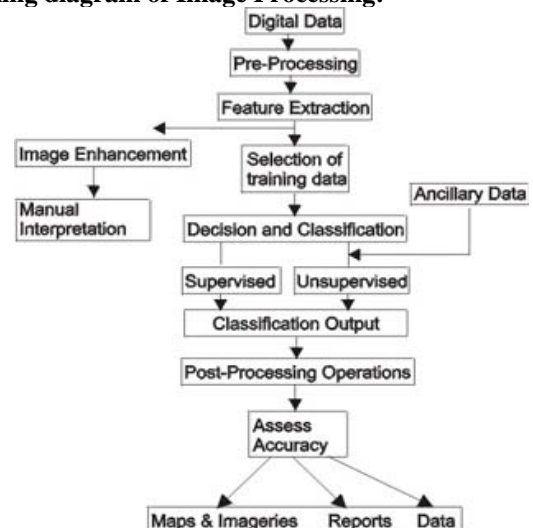 ing diagram of Image Processing:
Digital Data
Pre-Processing
Feature Extraction
Image Enhancement
Selection of
training data
Manual
Interpretation
Ancillary Data
Decision and Classification
Supervised
Unsupervised
Classification Output
Post-Processing Operations
Assess
Accuracy
Maps & Imageries
Reports
Data